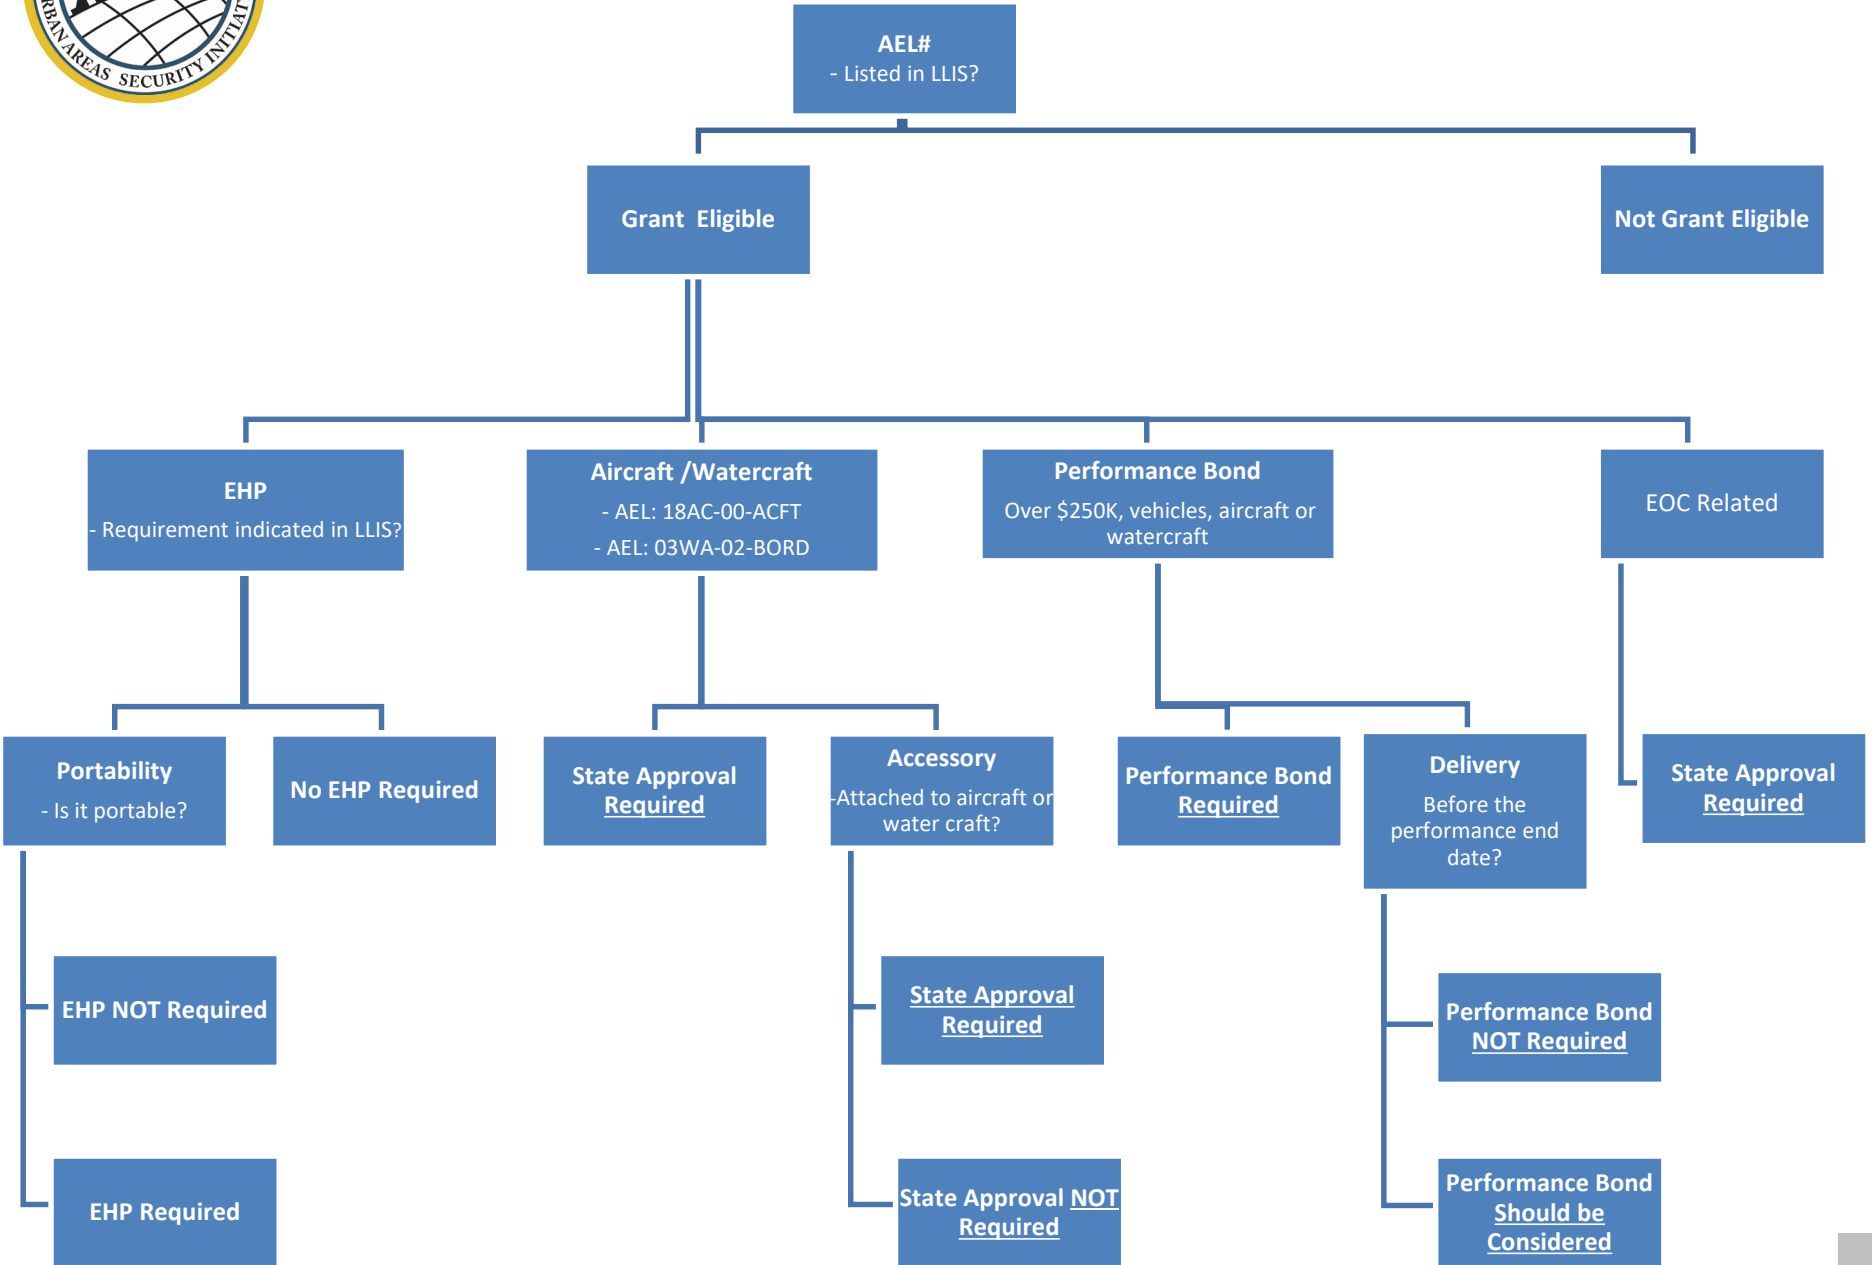 URBAN AREAS SECURITY INITIAT
AEL#
- Listed in LLIS?
Grant Eligible
Not Grant Eligible
EHP
- Requirement indicated in LLIS?
Aircraft /Watercraft
- AEL: 18AC-00-ACFT
- AEL: 03WA-02-BORD
Performance Bond
Over $250K, vehicles, aircraft or
watercraft
EOC Related
Portability
- Is it portable?
No EHP Required
State Approval
Required
Accessory
-Attached to aircraft or
water craft?
Performance Bond
Required
Delivery
Before the
performance end
date?
State Approval
Required
EHP NOT Required
State Approval
Required
Performance Bond
NOT Required
EHP Required
State Approval NOT
Required
Performance Bond
Should be
Considered